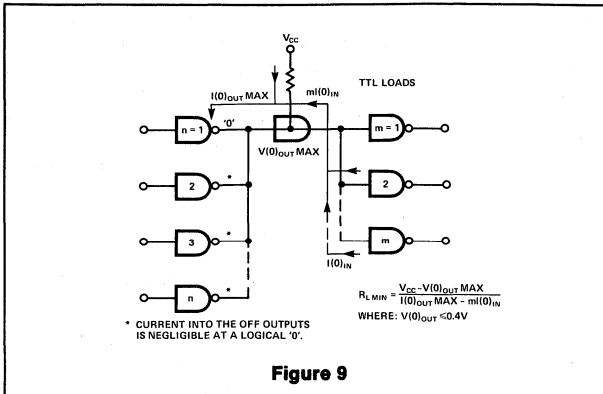 VCC
TTL LOADS
I(0)OUT MAX
mI(0)IN
n = 1
'0'
m = 1
V(0)OUT MAX
2
*
2
3
*
m
I(0)IN
n
*
RL MIN = VCC-V(0)OUT MAX / I(0)OUT MAX - mI(0)IN
WHERE: V(0)OUT ≤0.4V
* CURRENT INTO THE OFF OUTPUTS
IS NEGLIGIBLE AT A LOGICAL '0'.
Figure 9